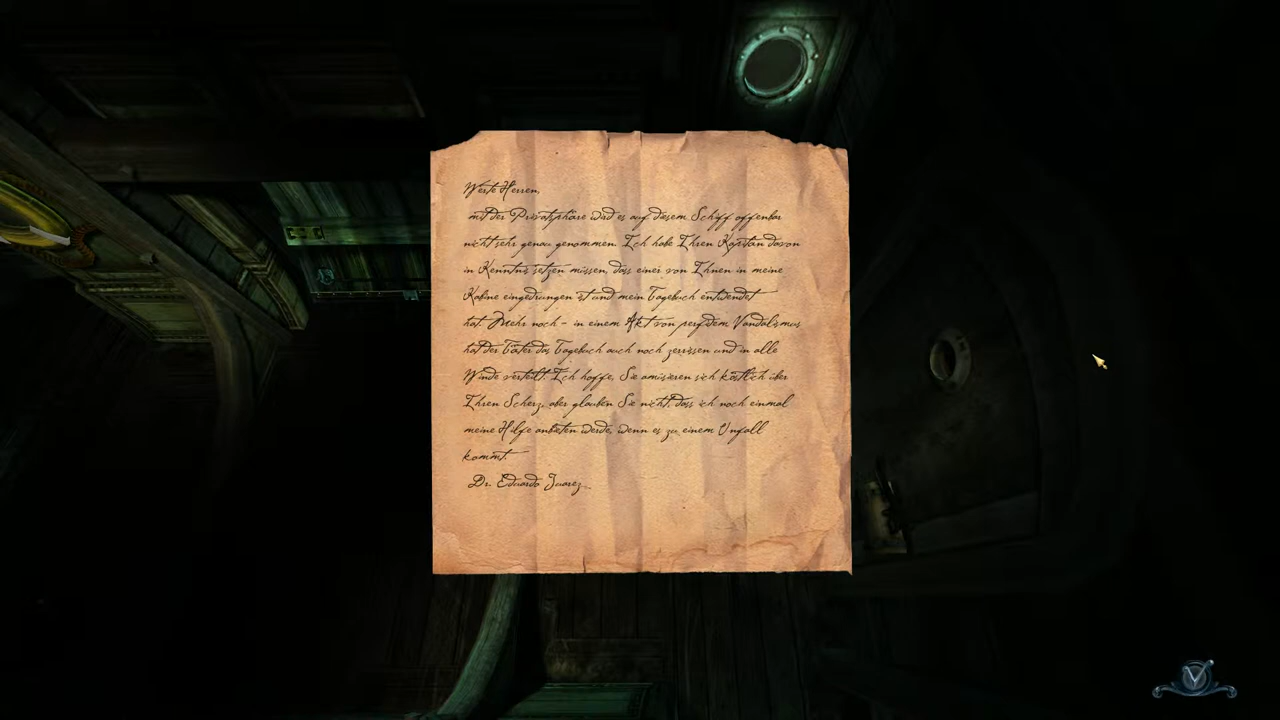 Werte Herren,
mit der Privatsphäre wird es auf diesem Schiff offenbar
nicht sehr genau genommen. Ich habe Ihren Kapitän davon
in Kenntnis setzen müssen, dass einer von Ihnen in meine
Kabine eingedrungen ist und mein Tagebuch entwendet
hat. Mehr noch - in einem Akt von perfidem Vandalismus
hat der Täter das Tagebuch auch noch zerrissen und in alle
Winde verteilt. Ich hoffe, Sie amüsieren sich köstlich über
Ihren Scherz, aber glauben Sie nicht, dass ich noch einmal
meine Hilfe anbieten werde, wenn es zu einem Unfall
kommt.
Dr. Eduardo Juarez